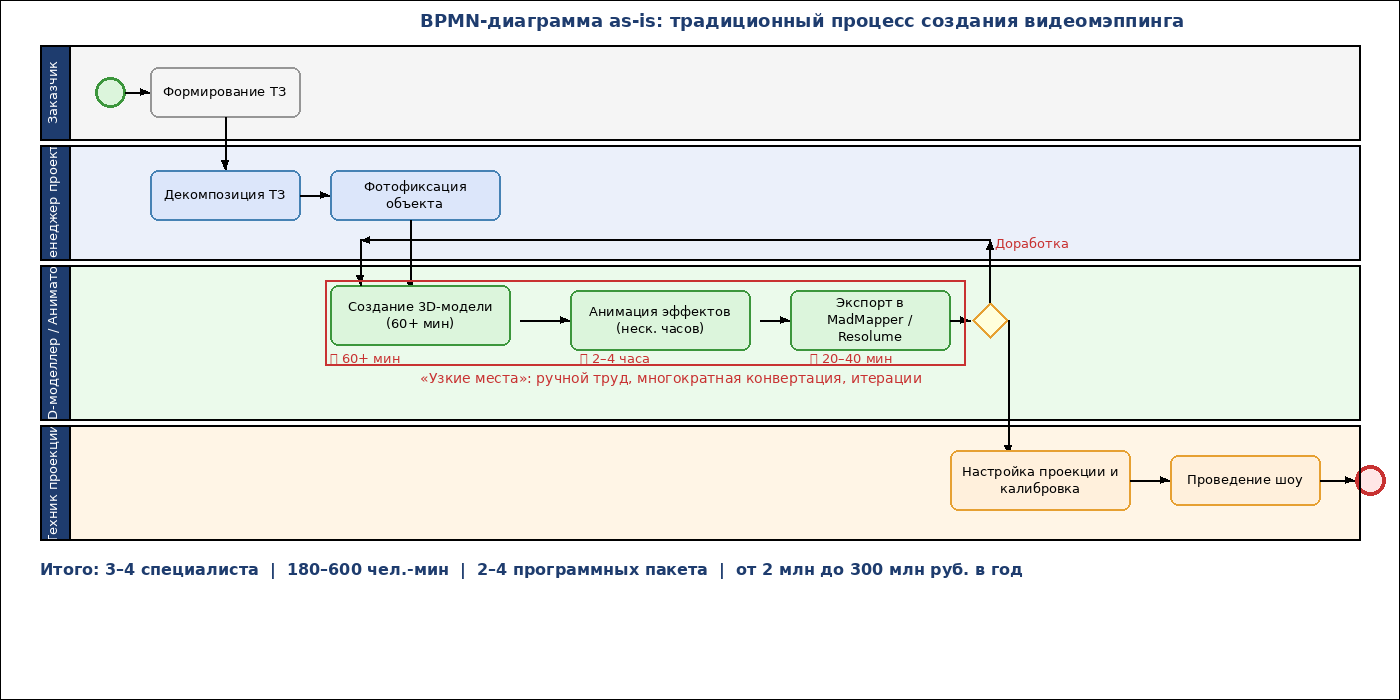 BPMN-диаграмма as-is: традиционный процесс создания видеомэппинга
Заказчик
Формирование ТЗ
енеджер проект
Декомпозиция ТЗ
Фотофиксация
объекта
Доработка
D-моделлер / Аниматo
Создание 3D-модели
(60+ мин)
Анимация эффектов
(неск. часов)
Экспорт в
MadMapper /
Resolume
60+ мин
2–4 часа
20–40 мин
«Узкие места»: ручной труд, многократная конвертация, итерации
Техник проекции
Настройка проекции и
калибровка
Проведение шоу
Итого: 3–4 специалиста | 180–600 чел.-мин | 2–4 программных пакета | от 2 млн до 300 млн руб. в год